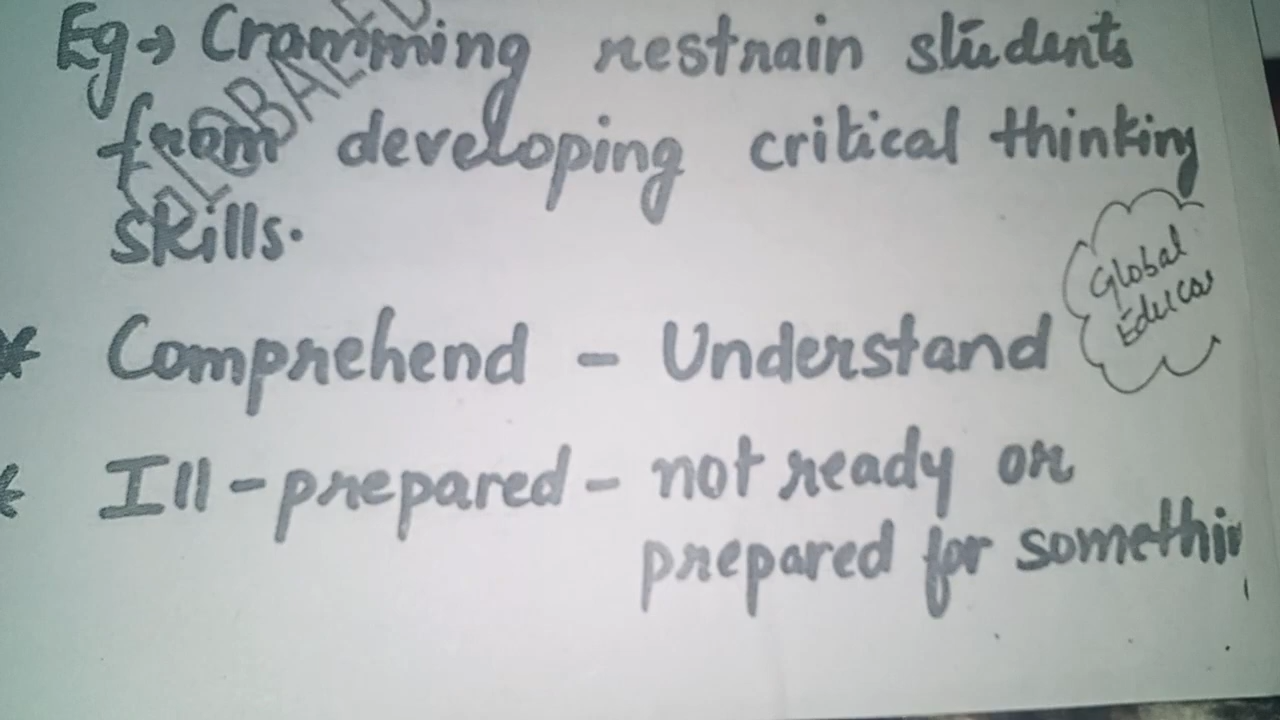 Eg → Cramming restrain students
from developing critical thinking
skills.
* Comprehend - Understand
* Ill-prepared - not ready or
prepared for somethin
Global